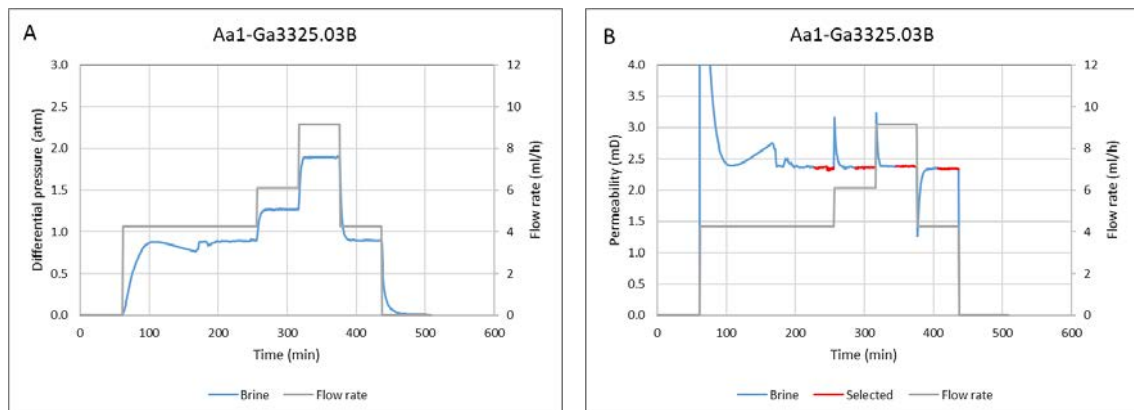 A
Aa1-Ga3325.03B
3.0
2.5
2.0
1.5
1.0
0.5
0.0
Differential pressure (atm)
12
10
8
6
4
2
0
Flow rate (ml/h)
0 100 200 300 400 500 600
Time (min)
Brine Flow rate
B
Aa1-Ga3325.03B
4.0
3.5
3.0
2.5
2.0
1.5
1.0
0.5
0.0
Permeability (mD)
12
10
8
6
4
2
0
Flow rate (ml/h)
0 100 200 300 400 500 600
Time (min)
Brine Selected Flow rate